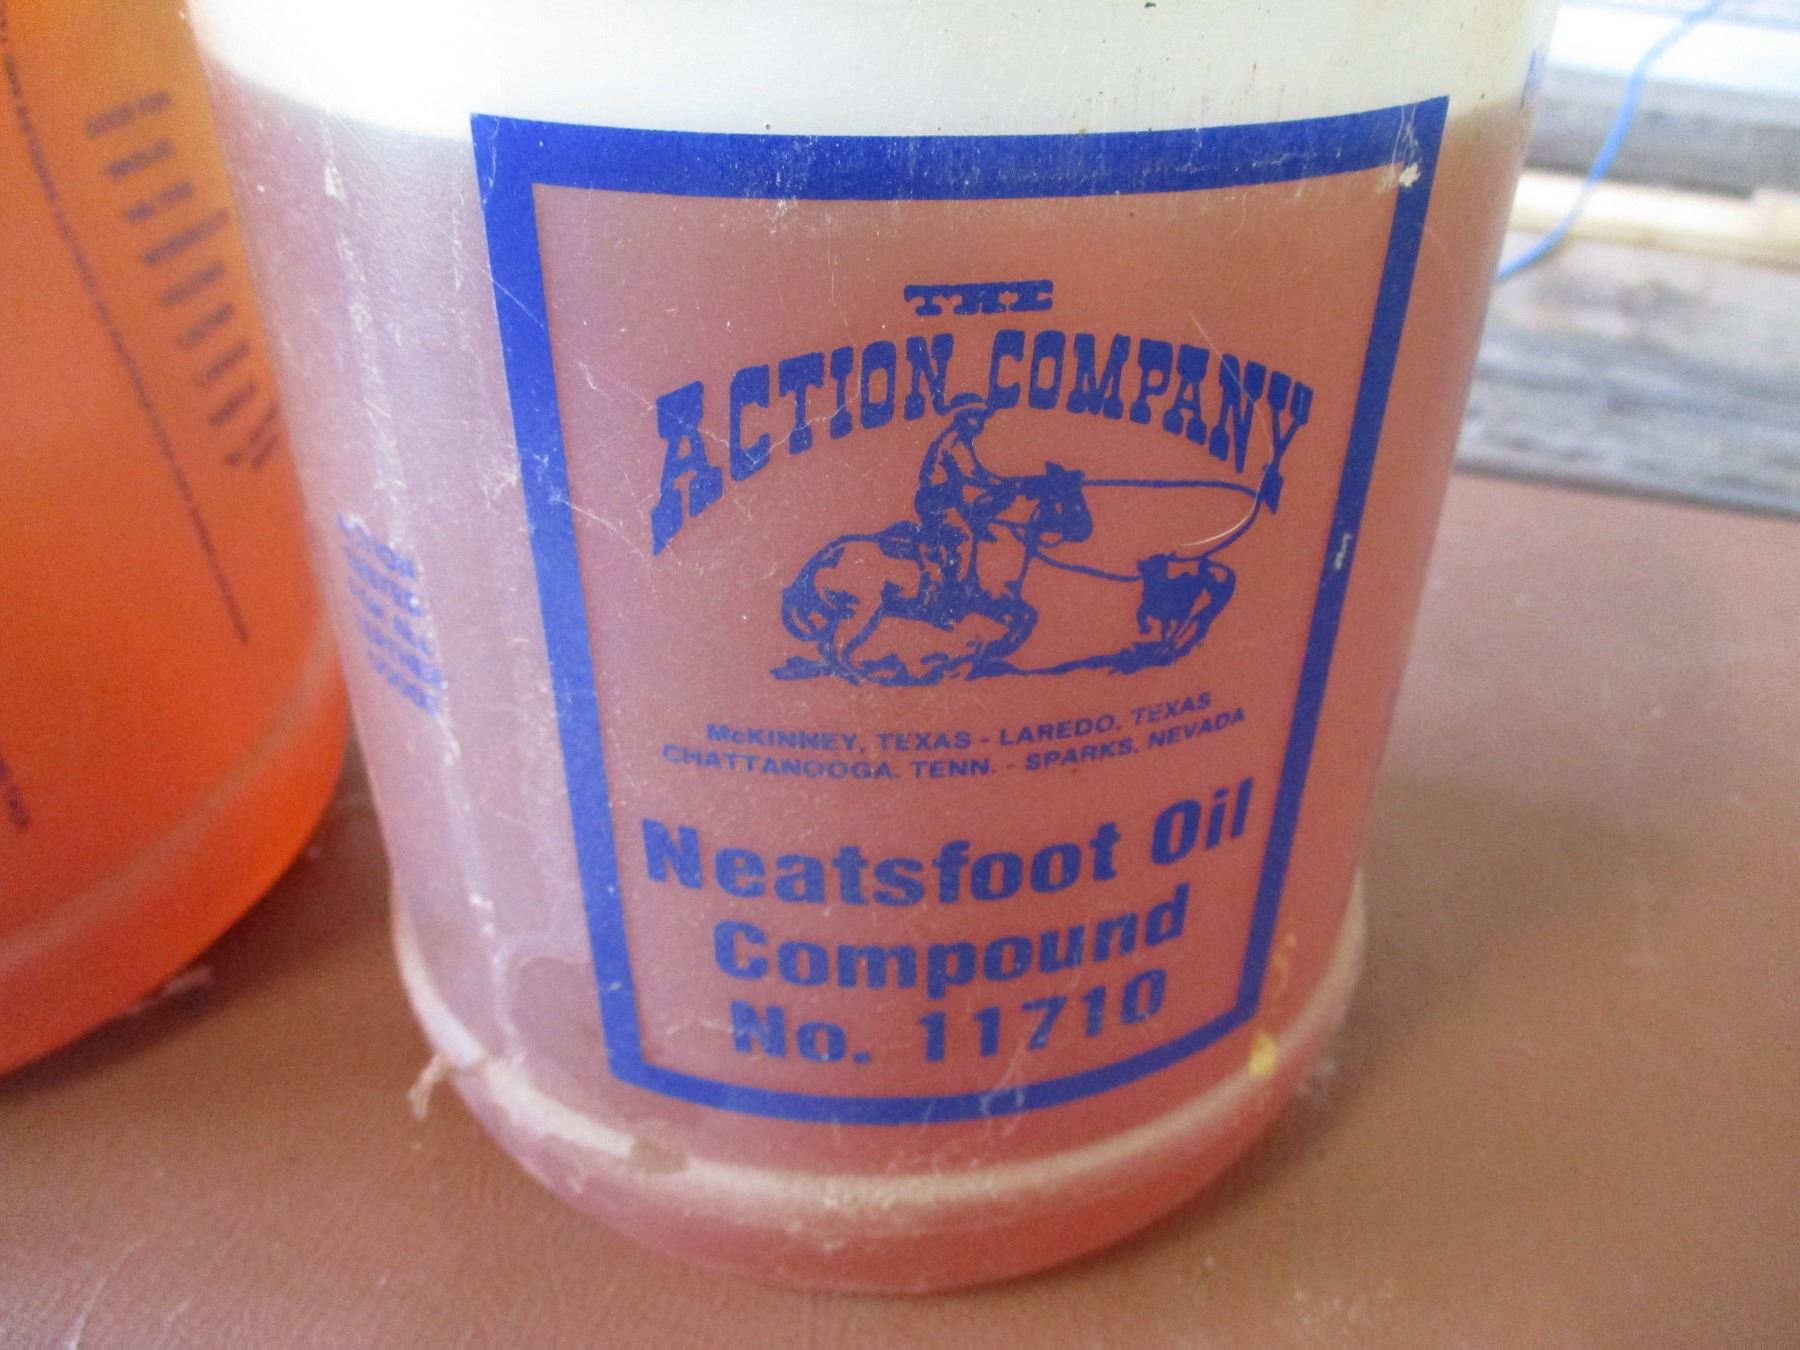 THE
ACTION COMPANY
McKINNEY, TEXAS - LAREDO, TEXAS
CHATTANOOGA, TENN. - SPARKS, NEVADA
Neatsfoot Oil
Compound
No. 11710